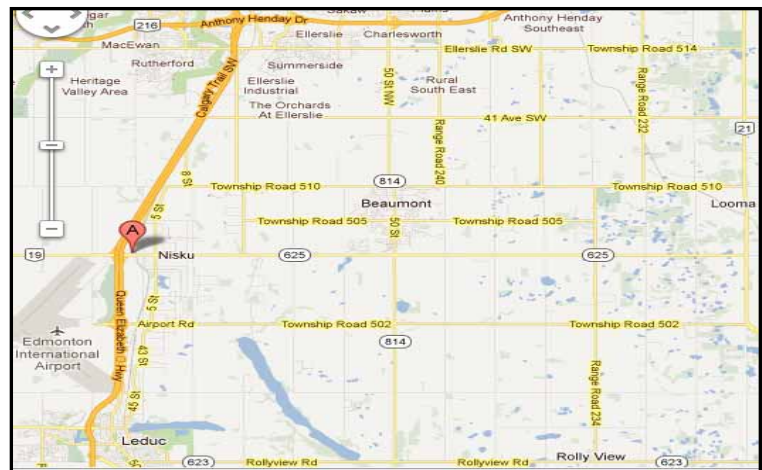 Anthony Henday Dr
216
Anthony Henday
Southeast
Ellerslie
Charlesworth
MacEwan
Ellerslie Rd SW
Township Road 514
Rutherford
Summerside
Heritage
Valley Area
Calgary Trail SW
Ellerslie
Industrial
50 St NW
Rural
South East
Range Road 232
The Orchards
At Ellerslie
41 Ave SW
Range Road 240
21
8 St
Township Road 510
814
Township Road 510
Beaumont
Looma
A
5 St
Township Road 505
50 St
Township Road 505
19
Nisku
625
625
Queen Elizabeth II Hwy
5 St
Airport Rd
Township Road 502
Township Road 502
Edmonton
International
Airport
43 St
814
Range Road 234
45 St
Leduc
623
Rollyview Rd
Rollyview Rd
Rolly View